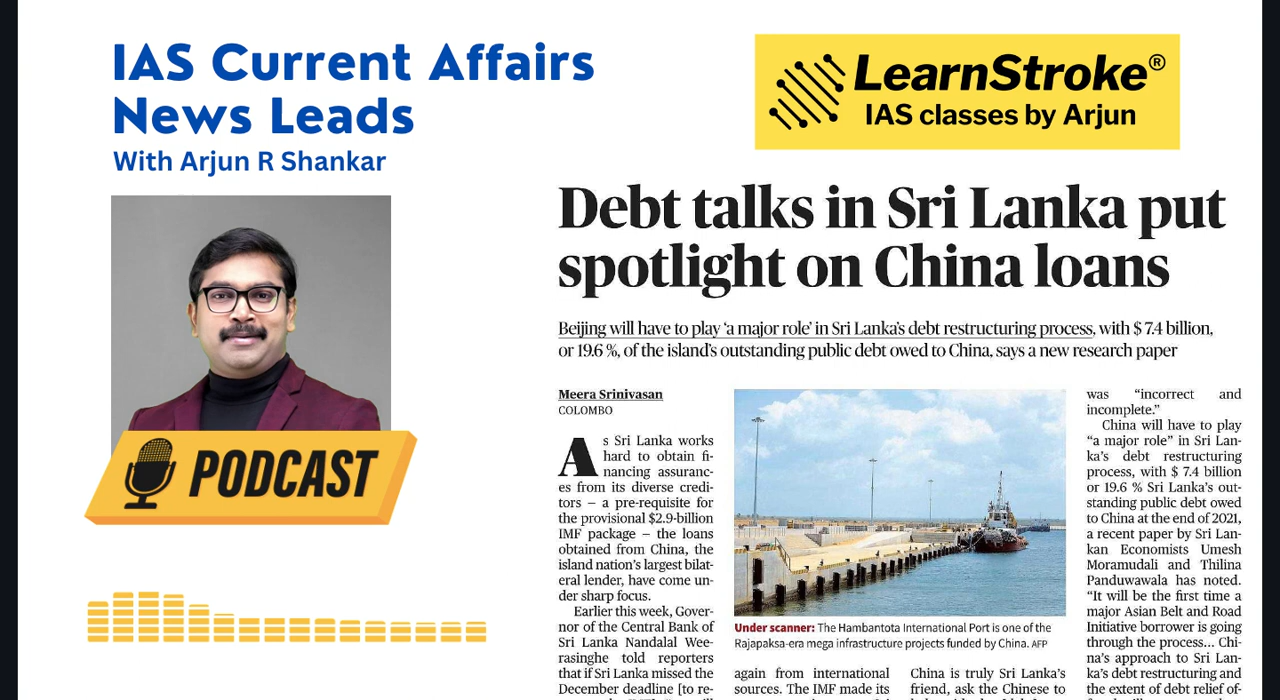 IAS Current Affairs
News Leads
With Arjun R Shankar
PODCAST
LearnStroke®
IAS classes by Arjun
Debt talks in Sri Lanka put
spotlight on China loans
Beijing will have to play ‘a major role’ in Sri Lanka’s debt restructuring process, with $ 7.4 billion,
or 19.6 %, of the island’s outstanding public debt owed to China, says a new research paper
Meera Srinivasan
COLOMBO
As Sri Lanka works
hard to obtain fi-
nancing assuranc-
es from its diverse credi-
tors – a pre-requisite for
the provisional $2.9-billion
IMF package – the loans
obtained from China, the
island nation’s largest bilat-
eral lender, have come un-
der sharp focus.
Earlier this week, Gover-
nor of the Central Bank of
Sri Lanka Nandalal Wee-
rasinghe told reporters
that if Sri Lanka missed the
December deadline [to re-
Under scanner: The Hambantota International Port is one of the
Rajapaksa-era mega infrastructure projects funded by China. AFP
again from international
sources. The IMF made its
China is truly Sri Lanka’s
friend, ask the Chinese to
was “incorrect and
incomplete.”
China will have to play
“a major role” in Sri Lan-
ka’s debt restructuring
process, with $ 7.4 billion
or 19.6 % Sri Lanka’s out-
standing public debt owed
to China at the end of 2021,
a recent paper by Sri Lan-
kan Economists Umesh
Moramudali and Thilina
Panduwawala has noted.
“It will be the first time a
major Asian Belt and Road
Initiative borrower is going
through the process... Chi-
na’s approach to Sri Lan-
ka’s debt restructuring and
the extent of debt relief of-